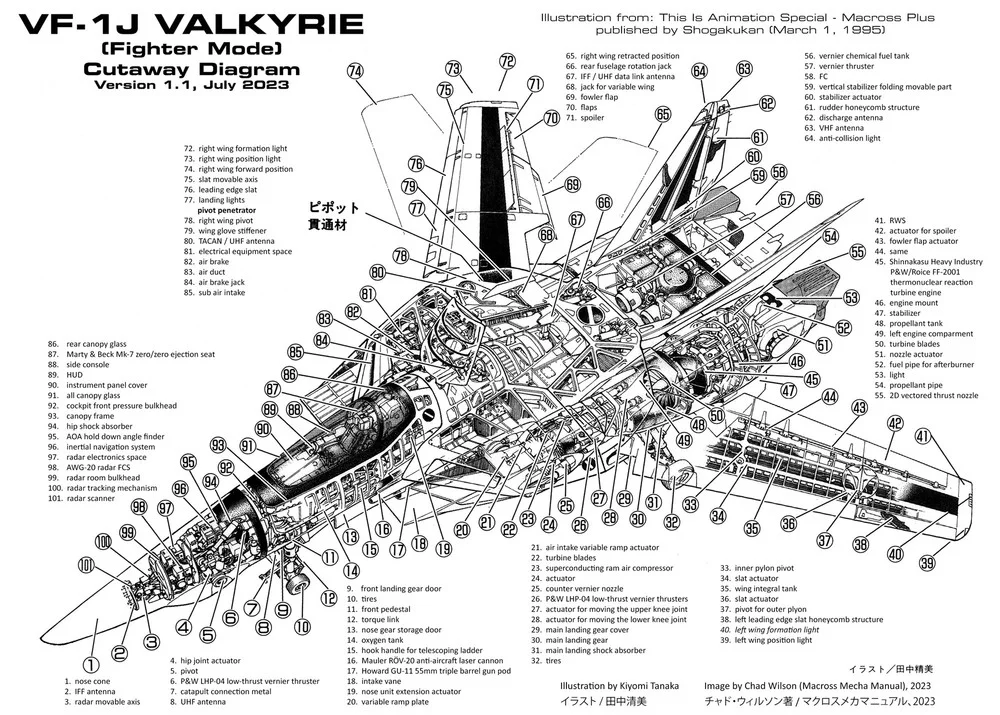 VF-1J VALKYRIE
(Fighter Mode)
Cutaway Diagram
Version 1.1, July 2023
Illustration from: This Is Animation Special - Macross Plus
published by Shogakukan (March 1, 1995)
65. right wing retracted position
66. rear fuselage rotation jack
67. IFF / UHF data link antenna
68. jack for variable wing
69. fowler flap
70. flaps
71. spoiler
56. vernier chemical fuel tank
57. vernier thruster
58. FC
59. vertical stabilizer folding movable part
60. stabilizer actuator
61. rudder honeycomb structure
62. discharge antenna
63. VHF antenna
64. anti-collision light
72. right wing formation light
73. right wing position light
74. right wing forward position
75. slat movable axis
76. leading edge slat
77. landing lights
pivot penetrator
78. right wing pivot
79. wing glove stiffener
80. TACAN / UHF antenna
81. electrical equipment space
82. air brake
83. air duct
84. air brake jack
85. sub air intake
ピボット
貫通材
41. RWS
42. actuator for spoiler
43. fowler flap actuator
44. same
45. Shinnakasu Heavy Industry
P&W/Roice FF-2001
thermonuclear reaction
turbine engine
46. engine mount
47. stabilizer
48. propellant tank
49. left engine comparment
50. turbine blades
51. nozzle actuator
52. fuel pipe for afterburner
53. light
54. propellant pipe
55. 2D vectored thrust nozzle
86. rear canopy glass
87. Marty & Beck Mk-7 zero/zero ejection seat
88. side console
89. HUD
90. instrument panel cover
91. all canopy glass
92. cockpit front pressure bulkhead
93. canopy frame
94. hip shock absorber
95. AOA hold down angle finder
96. inertial navigation system
97. radar electronics space
98. AWG-20 radar FCS
99. radar room bulkhead
100. radar tracking mechanism
101. radar scanner
1. nose cone
2. IFF antenna
3. radar movable axis
4. hip joint actuator
5. pivot
6. P&W LHP-04 low-thrust vernier thruster
7. catapult connection metal
8. UHF antenna
9. front landing gear door
10. tires
11. front pedestal
12. torque link
13. nose gear storage door
14. oxygen tank
15. hook handle for telescoping ladder
16. Mauler RÖV-20 anti-aircraft laser cannon
17. Howard GU-11 55mm triple barrel gun pod
18. intake vane
19. nose unit extension actuator
20. variable ramp plate
21. air intake variable ramp actuator
22. turbine blades
23. superconducting ram air compressor
24. actuator
25. counter vernier nozzle
26. P&W LHP-04 low-thrust vernier thrusters
27. actuator for moving the upper knee joint
28. actuator for moving the lower knee joint
29. main landing gear cover
30. main landing gear
31. main landing shock absorber
32. tires
33. inner pylon pivot
34. slat actuator
35. wing integral tank
36. slat actuator
37. pivot for outer plyon
38. left leading edge slat honeycomb structure
40. left wing formation light
39. left wing position light
イラスト／田中精美
Illustration by Kiyomi Tanaka
イラスト / 田中清美
Image by Chad Wilson (Macross Mecha Manual), 2023
チャド・ウィルソン著 / マクロスメカマニュアル, 2023